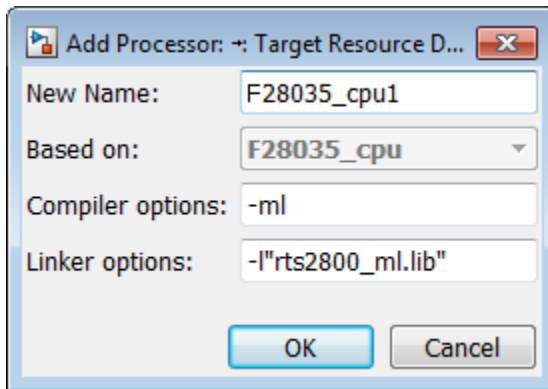 Add Processor: -: Target Resource D...
New Name: F28035_cpu1
Based on: F28035_cpu
Compiler options: -ml
Linker options: -l"rts2800_ml.lib"
OK Cancel